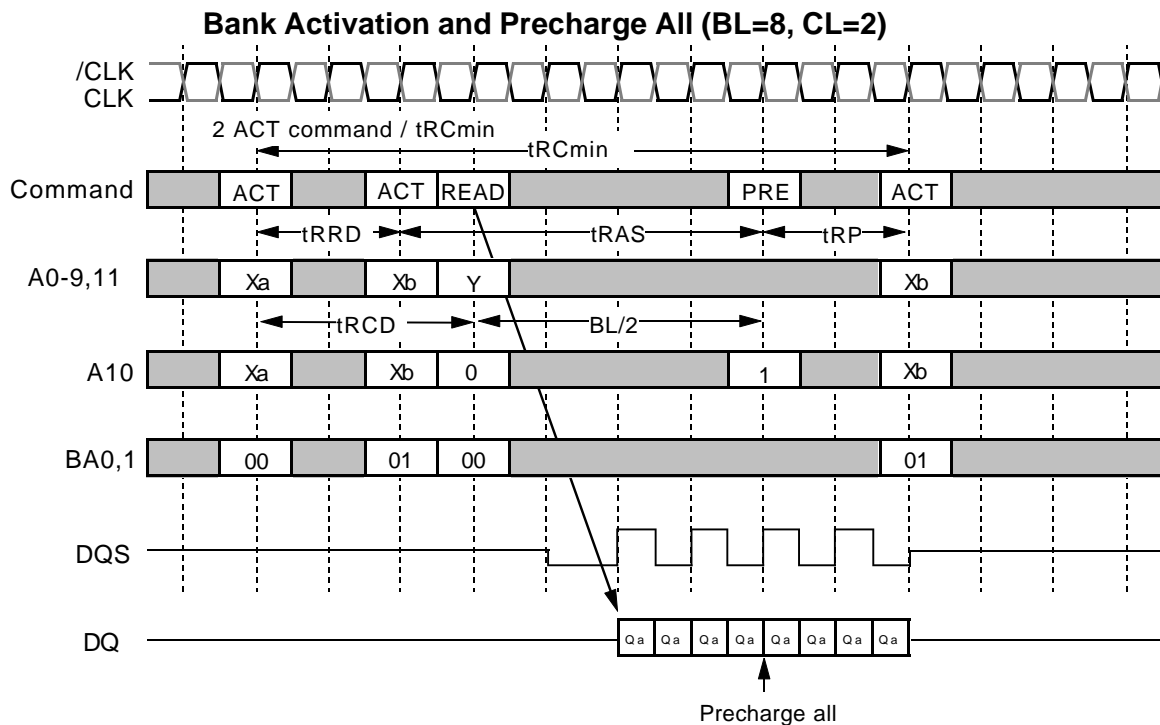 Bank Activation and Precharge All (BL=8, CL=2)
/CLK
CLK
2 ACT command / tRCmin
tRCmin
Command ACT ACT READ PRE ACT
tRRD tRAS tRP
A0-9,11 Xa Xb Y Xb
tRCD BL/2
A10 Xa Xb 0 1 Xb
BA0,1 00 01 00 01
DQS
DQ Qa Qa Qa Qa Qa Qa Qa Qa
Precharge all